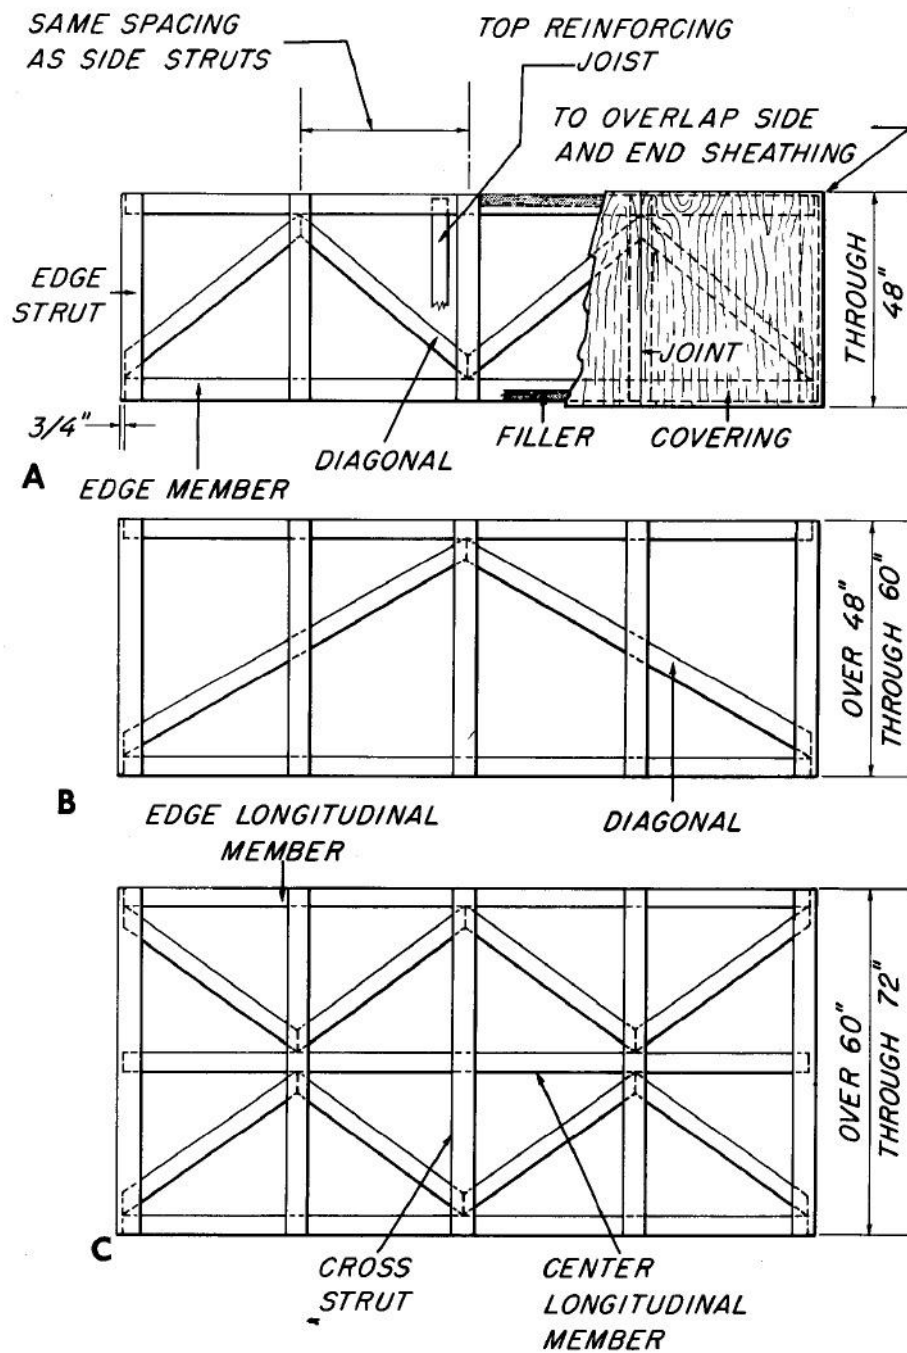 SAME SPACING
AS SIDE STRUTS
TOP REINFORCING
JOIST
TO OVERLAP SIDE
AND END SHEATHING
EDGE
STRUT
THROUGH
48"
JOINT
3/4"
DIAGONAL
FILLER
COVERING
A
EDGE MEMBER
OVER 48"
THROUGH 60"
B
EDGE LONGITUDINAL
MEMBER
DIAGONAL
OVER 60"
THROUGH 72"
C
CROSS
STRUT
CENTER
LONGITUDINAL
MEMBER